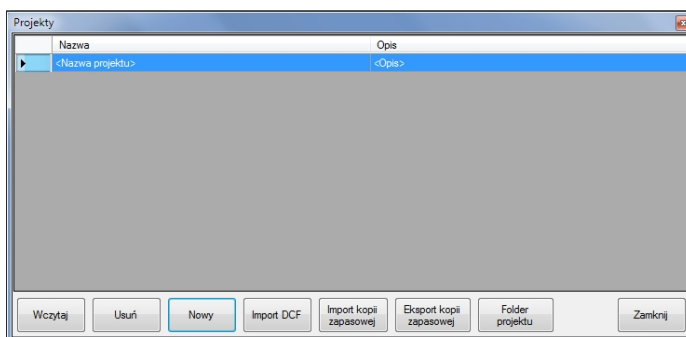 Projekty
Nazwa Opis
<Nazwa projektu> <Opis>
Wczytaj Usuń Nowy Import DCF Import kopii zapasowej Eksport kopii zapasowej Folder projektu Zamknij